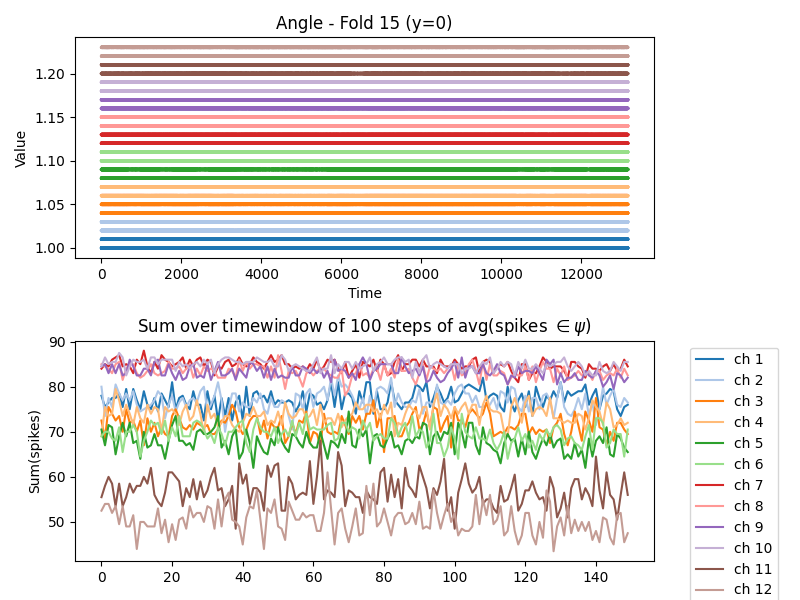 Angle - Fold 15 (y=0)
Value
1.20
1.15
1.10
1.05
1.00
0 2000 4000 6000 8000 10000 12000
Time
Sum over timewindow of 100 steps of avg(spikes ∈ψ)
Sum(spikes)
90
80
70
60
50
0 20 40 60 80 100 120 140
ch 1
ch 2
ch 3
ch 4
ch 5
ch 6
ch 7
ch 8
ch 9
ch 10
ch 11
ch 12